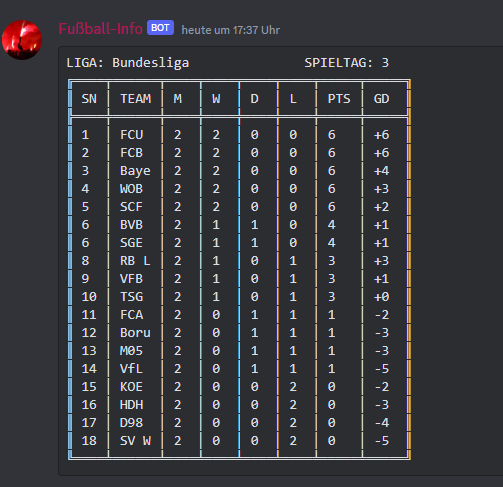 Fußball-Info BOT heute um 17:37 Uhr
LIGA: Bundesliga SPIELTAG: 3
SN TEAM M W D L PTS GD
1 FCU 2 2 0 0 6 +6
2 FCB 2 2 0 0 6 +6
3 Baye 2 2 0 0 6 +4
4 WOB 2 2 0 0 6 +3
5 SCF 2 2 0 0 6 +2
6 BVB 2 1 1 0 4 +1
6 SGE 2 1 1 0 4 +1
8 RB L 2 1 0 1 3 +3
9 VFB 2 1 0 1 3 +1
10 TSG 2 1 0 1 3 +0
11 FCA 2 0 1 1 1 -2
12 Boru 2 0 1 1 1 -3
13 M05 2 0 1 1 1 -3
14 VfL 2 0 1 1 1 -5
15 KOE 2 0 0 2 0 -2
16 HDH 2 0 0 2 0 -3
17 D98 2 0 0 2 0 -4
18 SV W 2 0 0 2 0 -5